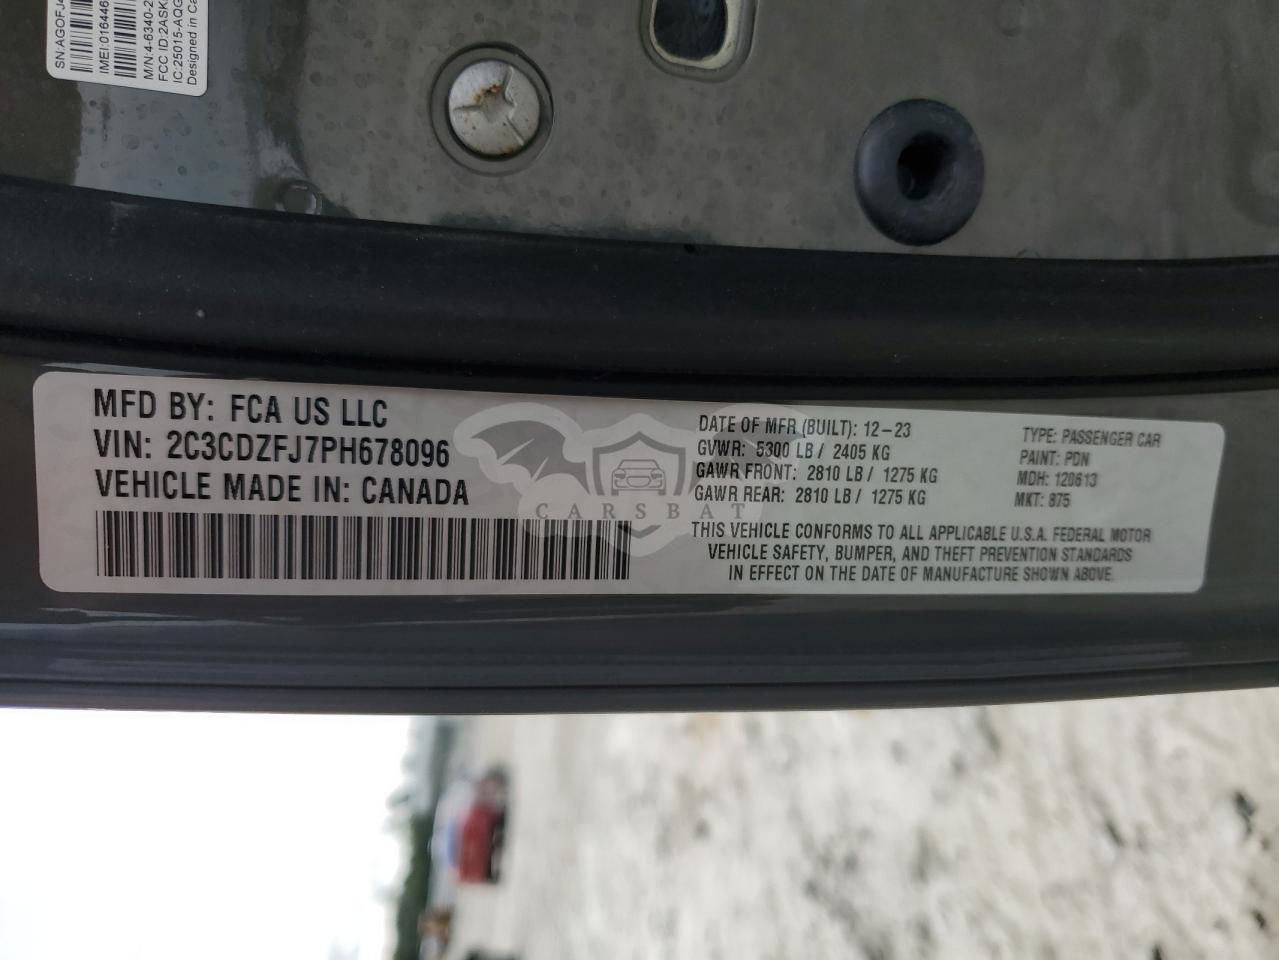 SN:AGOFJ
IMEI:01644
M/N:4-6340-2
FCC ID:2ASK
IC:25015-AQG
Designed in Ca
MFD BY: FCA US LLC
VIN: 2C3CDZFJ7PH678096
VEHICLE MADE IN: CANADA
DATE OF MFR (BUILT): 12-23
GVWR: 5300 LB / 2405 KG
GAWR FRONT: 2810 LB / 1275 KG
GAWR REAR: 2810 LB / 1275 KG
TYPE: PASSENGER CAR
PAINT: PDN
MDH: 120613
MKT: 875
THIS VEHICLE CONFORMS TO ALL APPLICABLE U.S.A. FEDERAL MOTOR
VEHICLE SAFETY, BUMPER, AND THEFT PREVENTION STANDARDS
IN EFFECT ON THE DATE OF MANUFACTURE SHOWN ABOVE.
CARSBAT